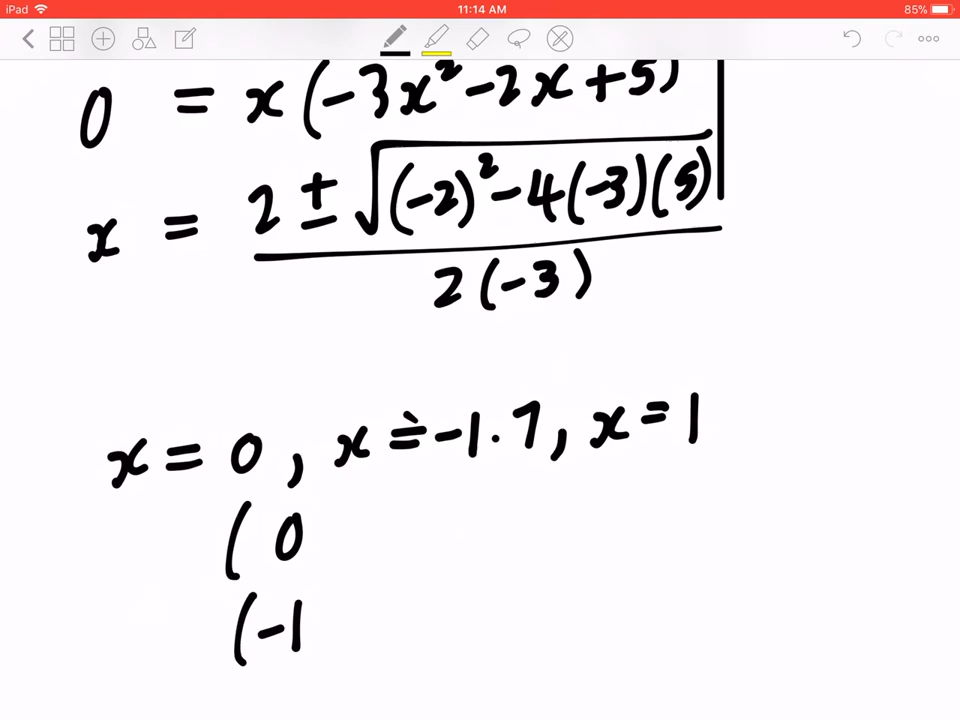 iPad 11:14 AM 85%
0 = x(-3x²-2x+5)
x = 2 ± √(-2)²-4(-3)(5)
2(-3)
x = 0, x ≐ -1.7, x = 1
( 0
(-1